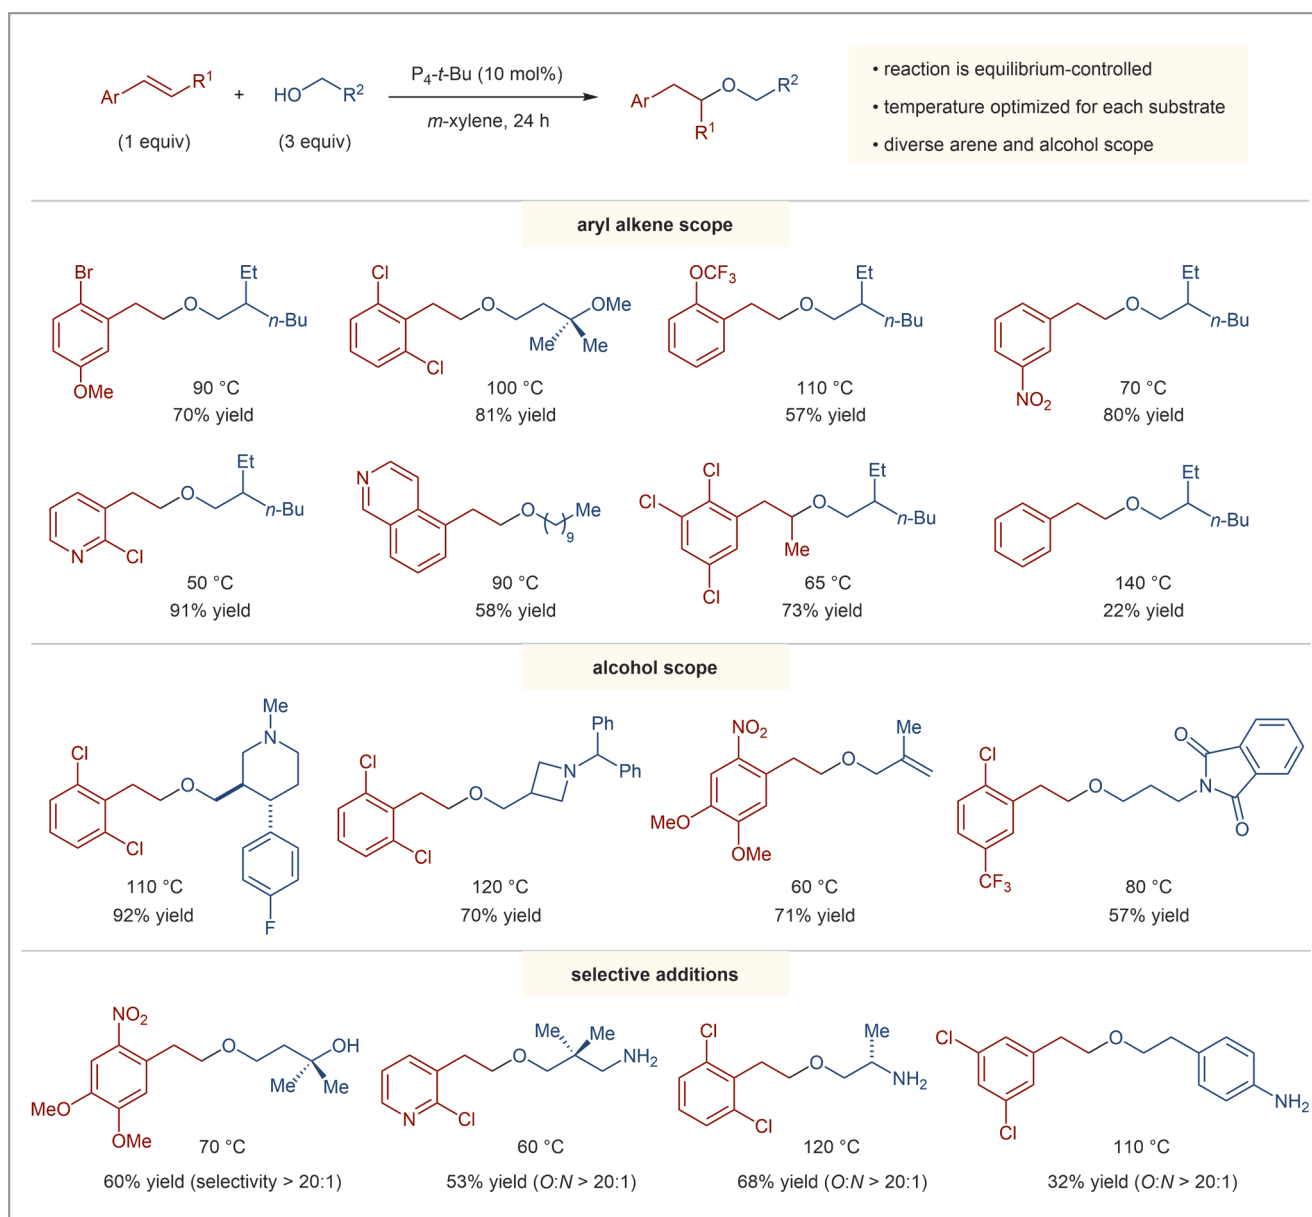 Ar
R1
+
HO
R2
P4-t-Bu (10 mol%)
m-xylene, 24 h
Ar
O
R2
R1
(1 equiv)
(3 equiv)
• reaction is equilibrium-controlled
• temperature optimized for each substrate
• diverse arene and alcohol scope
aryl alkene scope
Br
O
Et
n-Bu
OMe
90 °C
70% yield
Cl
O
OMe
Me
Me
Cl
100 °C
81% yield
OCF3
O
Et
n-Bu
110 °C
57% yield
O
Et
n-Bu
NO2
70 °C
80% yield
O
Et
n-Bu
N
Cl
50 °C
91% yield
N
O
9
Me
90 °C
58% yield
Cl
Cl
O
Et
n-Bu
Me
Cl
65 °C
73% yield
O
Et
n-Bu
140 °C
22% yield
alcohol scope
Cl
O
Me
N
Cl
F
110 °C
92% yield
Cl
O
N
Ph
Ph
Cl
120 °C
70% yield
NO2
O
Me
MeO
OMe
60 °C
71% yield
Cl
O
N
O
O
CF3
80 °C
57% yield
selective additions
NO2
O
OH
Me
Me
MeO
OMe
70 °C
60% yield (selectivity > 20:1)
O
Me
Me
NH2
N
Cl
60 °C
53% yield (O:N > 20:1)
Cl
O
Me
NH2
Cl
120 °C
68% yield (O:N > 20:1)
Cl
O
NH2
Cl
110 °C
32% yield (O:N > 20:1)